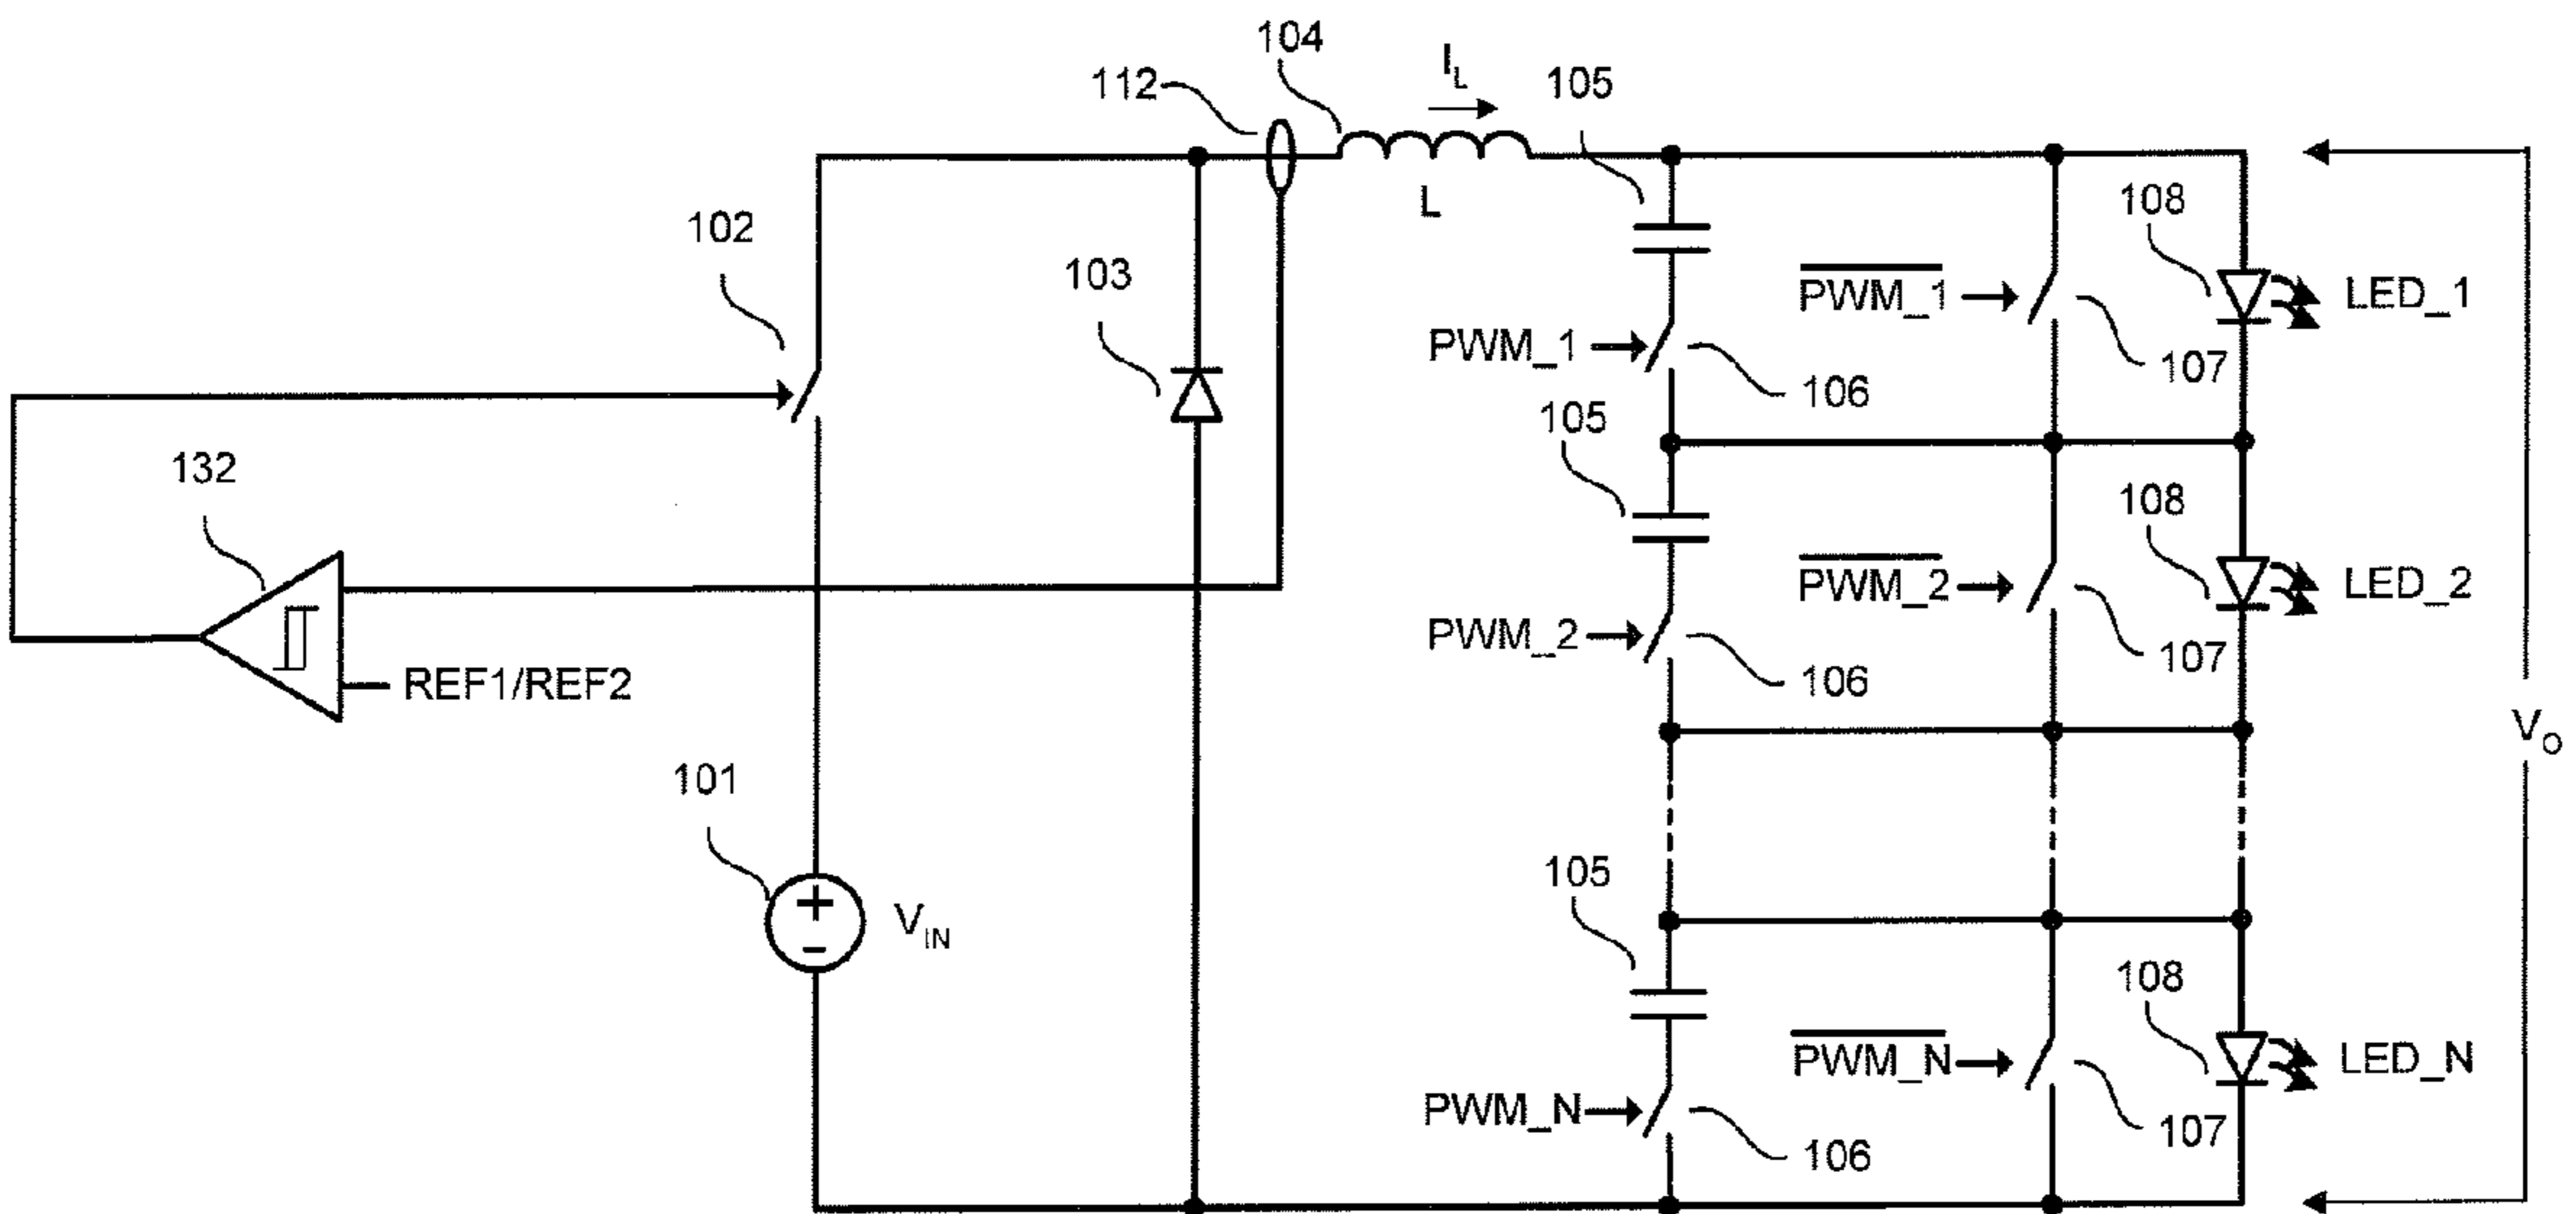 104
I_L
112
105
L
102
108
103
PWM_1
LED_1
PWM_1
107
106
105
132
108
PWM_2
LED_2
PWM_2
107
REF1/REF2
106
V_O
101
105
+
-
V_IN
108
PWM_N
LED_N
PWM_N
107
106